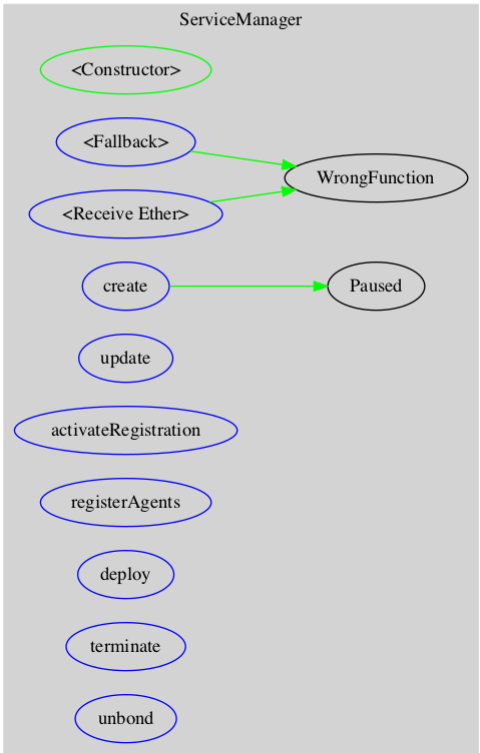 ServiceManager
<Constructor>
<Fallback>
WrongFunction
<Receive Ether>
create
Paused
update
activateRegistration
registerAgents
deploy
terminate
unbond